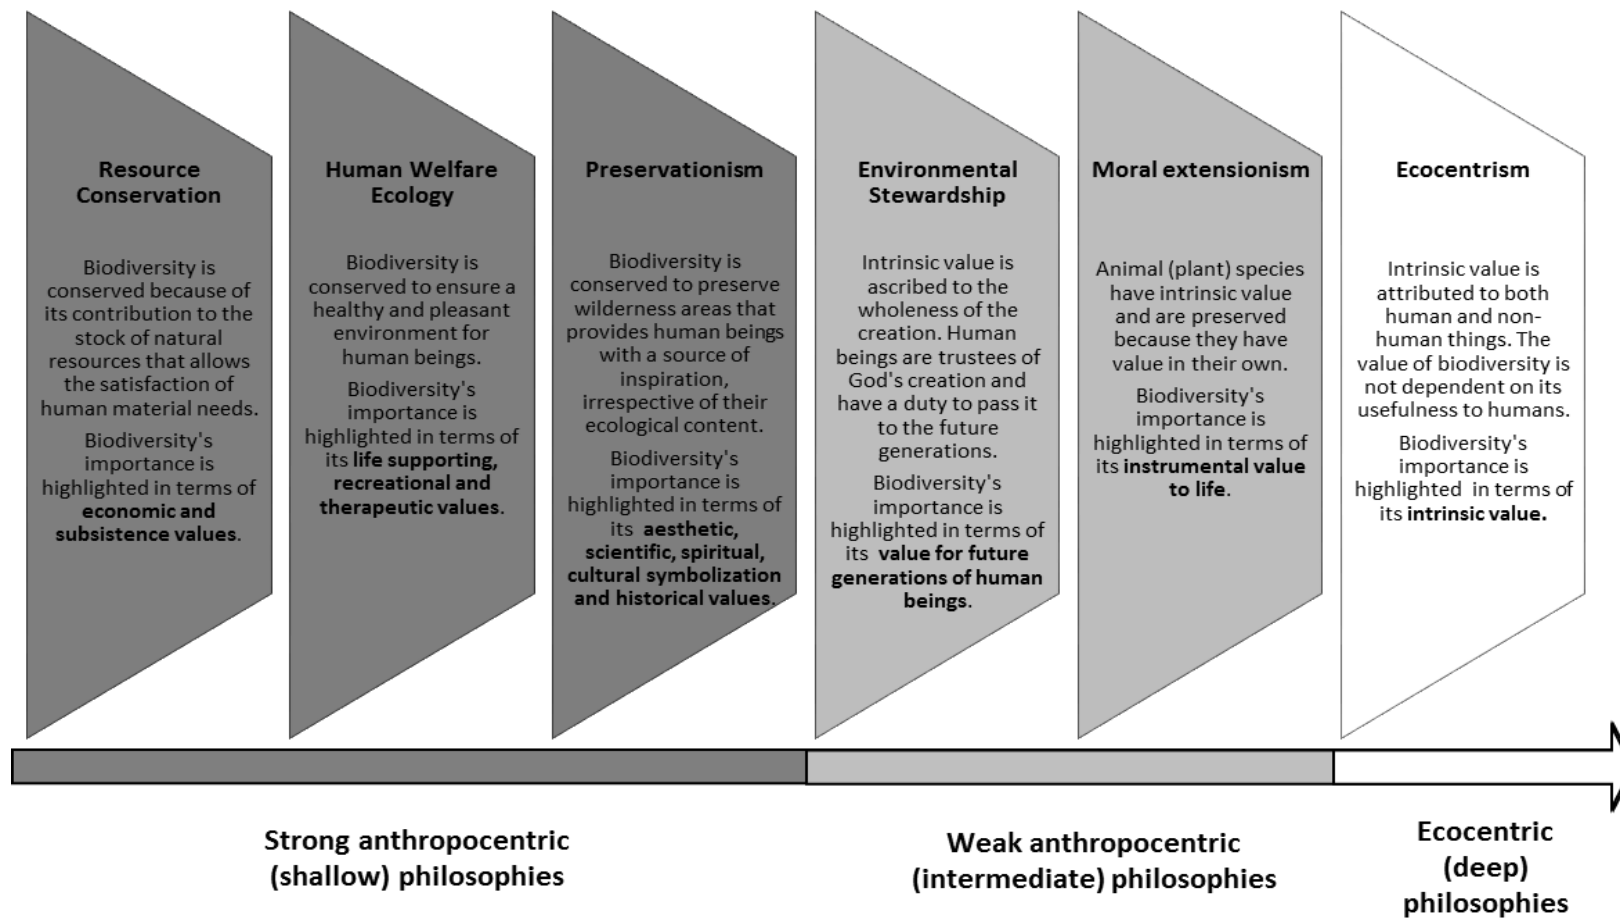 Resource
Conservation
Biodiversity is
conserved because of
its contribution to the
stock of natural
resources that allows
the satisfaction of
human material needs.
Biodiversity's
importance is
highlighted in terms of
economic and
subsistence values.
Human Welfare
Ecology
Biodiversity is
conserved to ensure a
healthy and pleasant
environment for
human beings.
Biodiversity's
importance is
highlighted in terms of
its life supporting,
recreational and
therapeutic values.
Preservationism
Biodiversity is
conserved to preserve
wilderness areas that
provides human beings
with a source of
inspiration,
irrespective of their
ecological content.
Biodiversity's
importance is
highlighted in terms of
its aesthetic,
scientific, spiritual,
cultural symbolization
and historical values.
Environmental
Stewardship
Intrinsic value is
ascribed to the
wholeness of the
creation. Human
beings are trustees of
God's creation and
have a duty to pass it
to the future
generations.
Biodiversity's
importance is
highlighted in terms of
its value for future
generations of human
beings.
Moral extensionism
Animal (plant) species
have intrinsic value
and are preserved
because they have
value in their own.
Biodiversity's
importance is
highlighted in terms of
its instrumental value
to life.
Ecocentrism
Intrinsic value is
attributed to both
human and non-
human things. The
value of biodiversity is
not dependent on its
usefulness to humans.
Biodiversity's
importance is
highlighted in terms of
its intrinsic value.
Strong anthropocentric
(shallow) philosophies
Weak anthropocentric
(intermediate) philosophies
Ecocentric
(deep)
philosophies